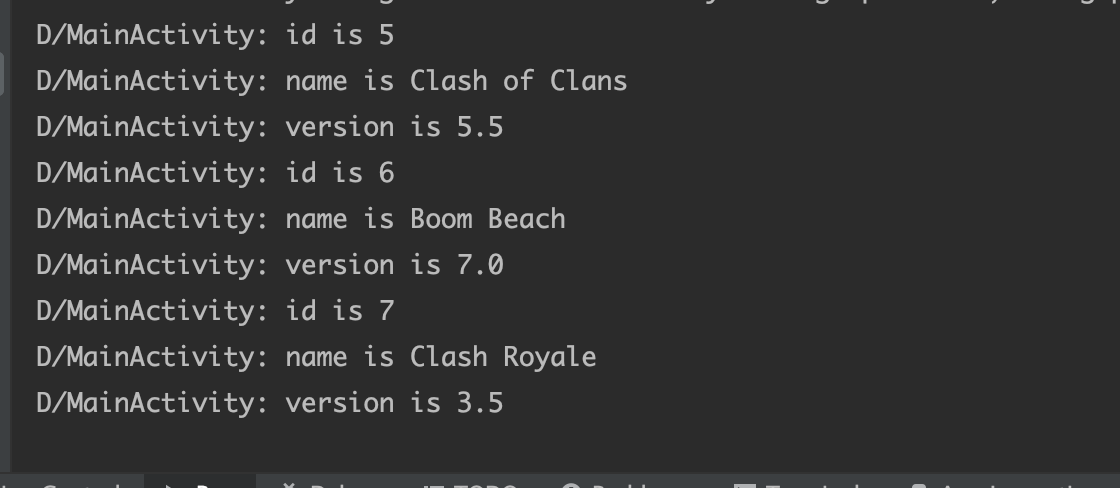 D/MainActivity: id is 5
D/MainActivity: name is Clash of Clans
D/MainActivity: version is 5.5
D/MainActivity: id is 6
D/MainActivity: name is Boom Beach
D/MainActivity: version is 7.0
D/MainActivity: id is 7
D/MainActivity: name is Clash Royale
D/MainActivity: version is 3.5